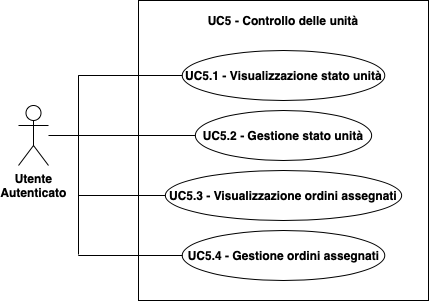 UC5 - Controllo delle unità
UC5.1 - Visualizzazione stato unità
UC5.2 - Gestione stato unità
Utente
Autenticato
UC5.3 - Visualizzazione ordini assegnati
UC5.4 - Gestione ordini assegnati